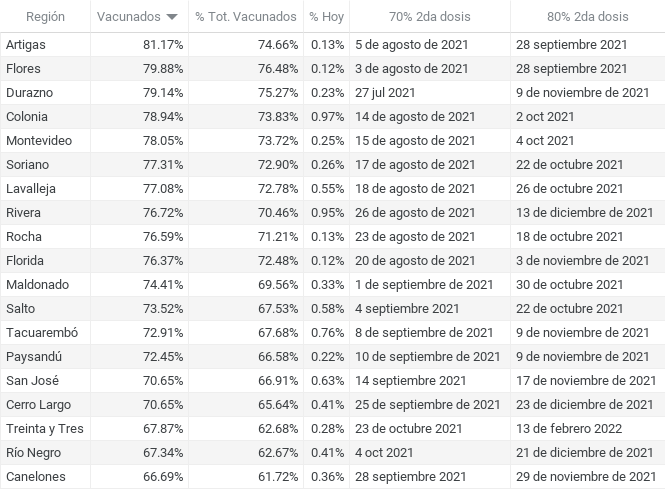 Región Vacunados % Tot. Vacunados % Hoy 70% 2da dosis 80% 2da dosis
Artigas 81.17% 74.66% 0.13% 5 de agosto de 2021 28 septiembre 2021
Flores 79.88% 76.48% 0.12% 3 de agosto de 2021 28 septiembre 2021
Durazno 79.14% 75.27% 0.23% 27 jul 2021 9 de noviembre de 2021
Colonia 78.94% 73.83% 0.97% 14 de agosto de 2021 2 oct 2021
Montevideo 78.05% 73.72% 0.25% 15 de agosto de 2021 4 oct 2021
Soriano 77.31% 72.90% 0.26% 17 de agosto de 2021 22 de octubre 2021
Lavalleja 77.08% 72.78% 0.55% 18 de agosto de 2021 26 de octubre 2021
Rivera 76.72% 70.46% 0.95% 26 de agosto de 2021 13 de diciembre de 2021
Rocha 76.59% 71.21% 0.13% 23 de agosto de 2021 18 de octubre 2021
Florida 76.37% 72.48% 0.12% 20 de agosto de 2021 3 de noviembre de 2021
Maldonado 74.41% 69.56% 0.33% 1 de septiembre de 2021 30 de octubre 2021
Salto 73.52% 67.53% 0.58% 4 septiembre 2021 22 de octubre 2021
Tacuarembó 72.91% 67.68% 0.76% 8 de septiembre de 2021 9 de noviembre de 2021
Paysandú 72.45% 66.58% 0.22% 10 de septiembre de 2021 9 de noviembre de 2021
San José 70.65% 66.91% 0.63% 14 septiembre 2021 17 de noviembre de 2021
Cerro Largo 70.65% 65.64% 0.41% 25 de septiembre de 2021 23 de diciembre de 2021
Treinta y Tres 67.87% 62.68% 0.28% 23 de octubre 2021 13 de febrero 2022
Río Negro 67.34% 62.67% 0.41% 4 oct 2021 21 de diciembre de 2021
Canelones 66.69% 61.72% 0.36% 28 septiembre 2021 29 de noviembre de 2021